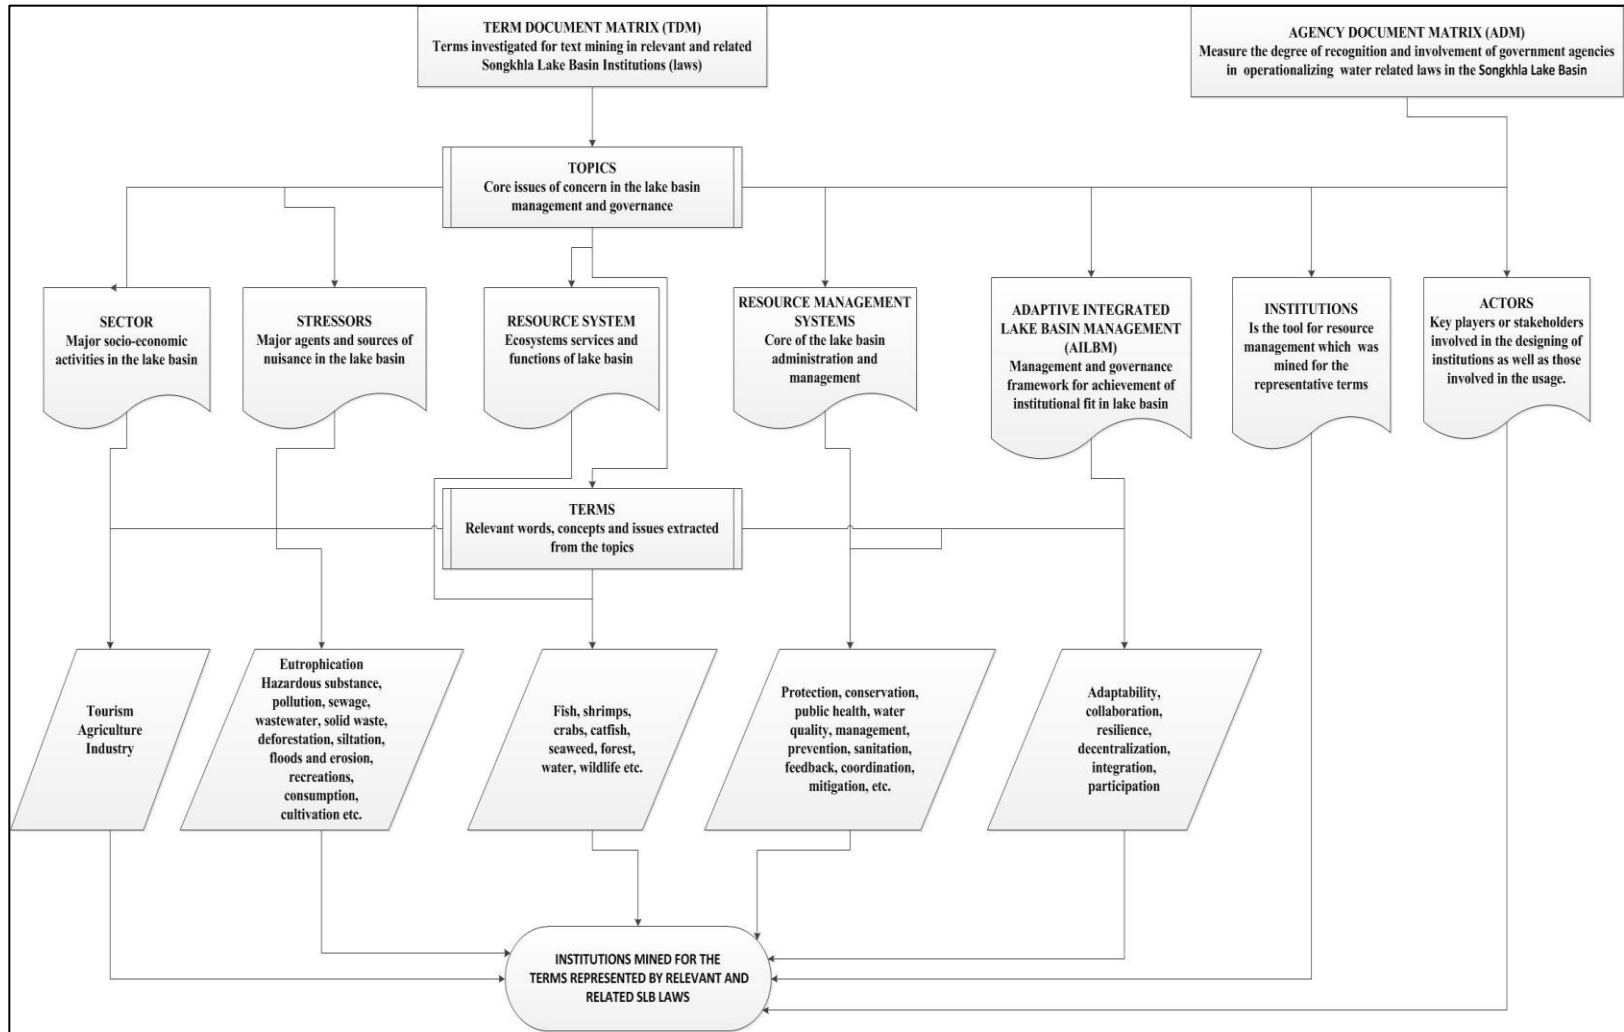 TERM DOCUMENT MATRIX (TDM)
Terms investigated for text mining in relevant and related
Songkhla Lake Basin Institutions (laws)
AGENCY DOCUMENT MATRIX (ADM)
Measure the degree of recognition and involvement of government agencies
in operationalizing water related laws in the Songkhla Lake Basin
TOPICS
Core issues of concern in the lake basin
management and governance
SECTOR
Major socio-economic
activities in the lake basin
STRESSORS
Major agents and sources of
nuisance in the lake basin
RESOURCE SYSTEM
Ecosystems services and
functions of lake basin
RESOURCE MANAGEMENT
SYSTEMS
Core of the lake basin
administration and
management
ADAPTIVE INTEGRATED
LAKE BASIN MANAGEMENT
(AILBM)
Management and governance
framework for achievement of
institutional fit in lake basin
INSTITUTIONS
Is the tool for resource
management which was
mined for the
representative terms
ACTORS
Key players or stakeholders
involved in the designing of
institutions as well as those
involved in the usage.
TERMS
Relevant words, concepts and issues extracted
from the topics
Tourism
Agriculture
Industry
Eutrophication
Hazardous substance,
pollution, sewage,
wastewater, solid waste,
deforestation, siltation,
floods and erosion,
recreations,
consumption,
cultivation etc.
Fish, shrimps,
crabs, catfish,
seaweed, forest,
water, wildlife etc.
Protection, conservation,
public health, water
quality, management,
prevention, sanitation,
feedback, coordination,
mitigation, etc.
Adaptability,
collaboration,
resilience,
decentralization,
integration,
participation
INSTITUTIONS MINED FOR THE
TERMS REPRESENTED BY RELEVANT AND
RELATED SLB LAWS